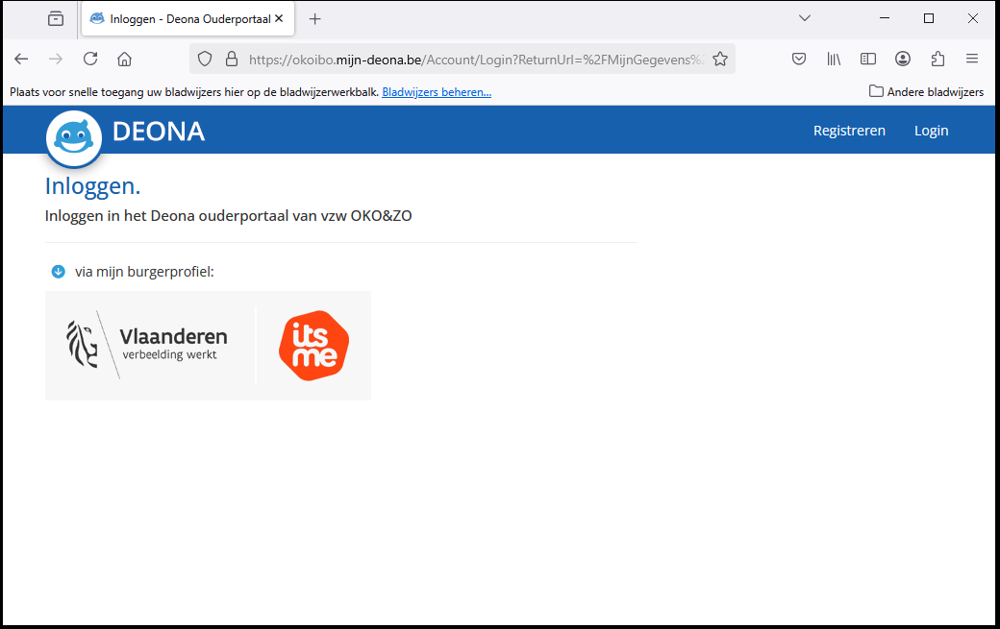 Inloggen - Deona Ouderportaal
https://okoibo.mijn-deona.be/Account/Login?ReturnUrl=%2FMijnGegevens%2
Plaats voor snelle toegang uw bladwijzers hier op de bladwijzerwerkbalk. Bladwijzers beheren...
Andere bladwijzers
DEONA
Registreren
Login
Inloggen.
Inloggen in het Deona ouderportaal van vzw OKO&ZO
via mijn burgerprofiel:
Vlaanderen
verbeelding werkt
itsme